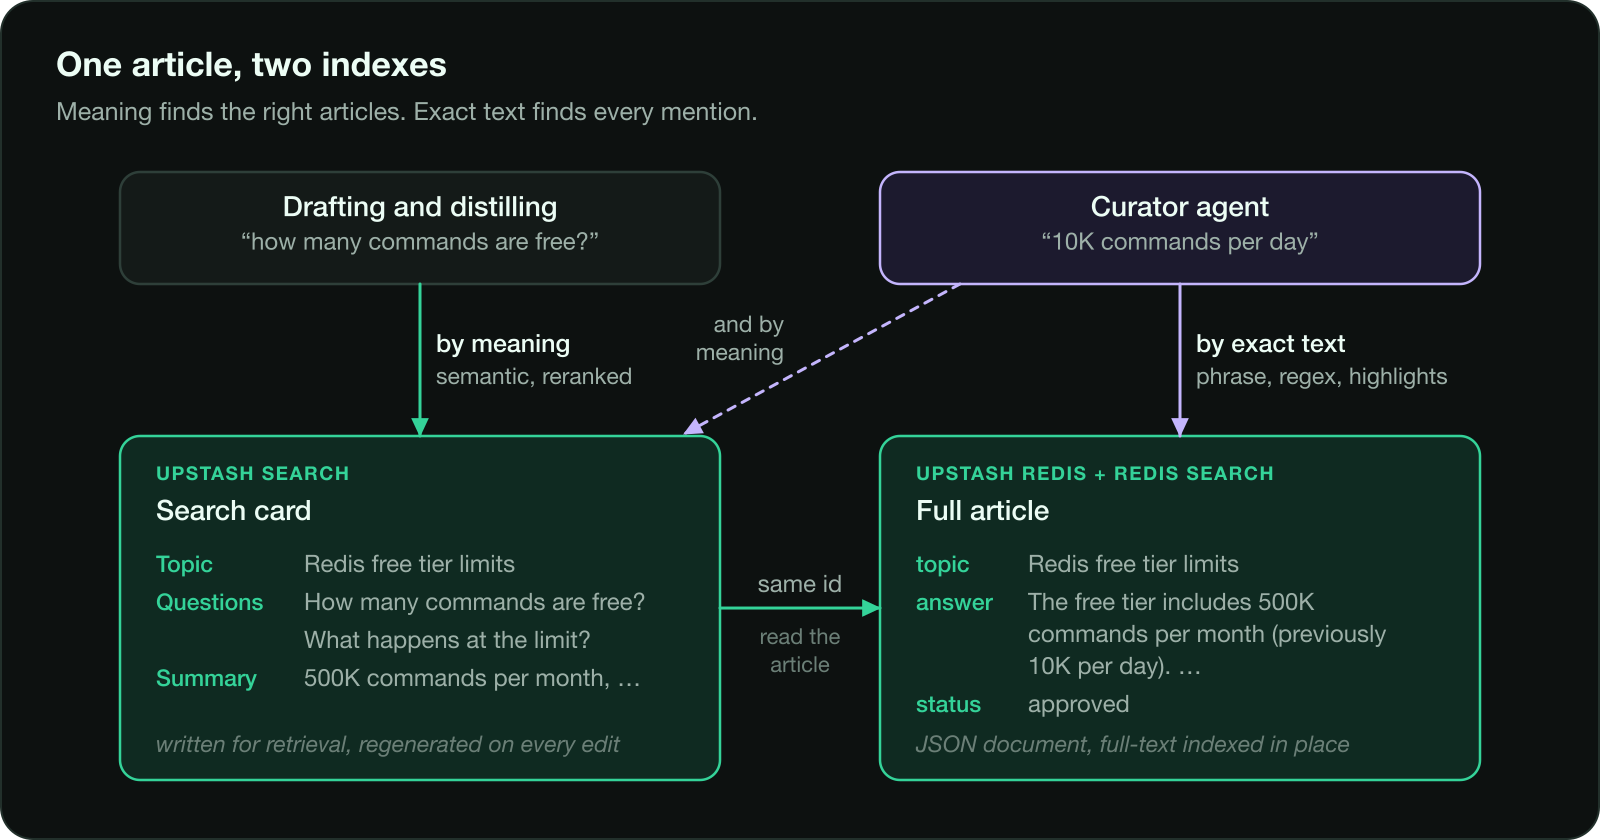 One article, two indexes
Meaning finds the right articles. Exact text finds every mention.
Drafting and distilling
“how many commands are free?”
Curator agent
“10K commands per day”
by meaning
semantic, reranked
and by
meaning
by exact text
phrase, regex, highlights
UPSTASH SEARCH
Search card
Topic Redis free tier limits
Questions How many commands are free?
What happens at the limit?
Summary 500K commands per month, …
written for retrieval, regenerated on every edit
same id
read the
article
UPSTASH REDIS + REDIS SEARCH
Full article
topic Redis free tier limits
answer The free tier includes 500K
commands per month (previously
10K per day). …
status approved
JSON document, full-text indexed in place